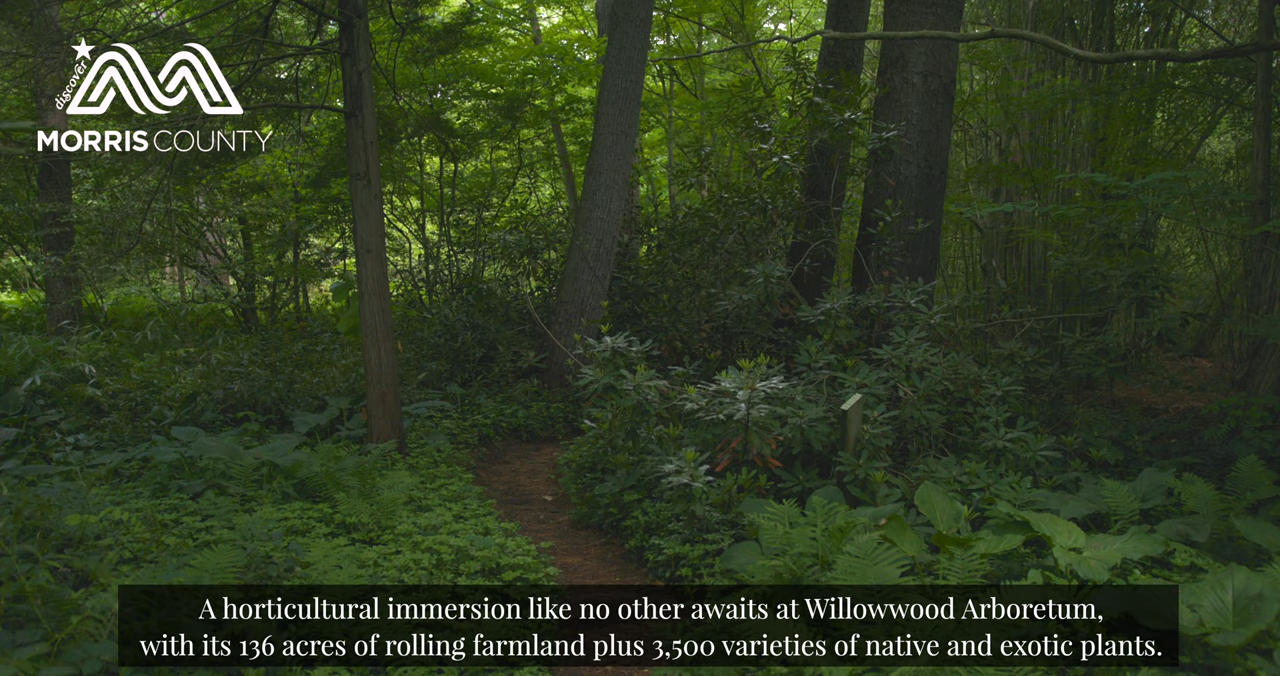 discover
MORRIS COUNTY
A horticultural immersion like no other awaits at Willowwood Arboretum,
with its 136 acres of rolling farmland plus 3,500 varieties of native and exotic plants.